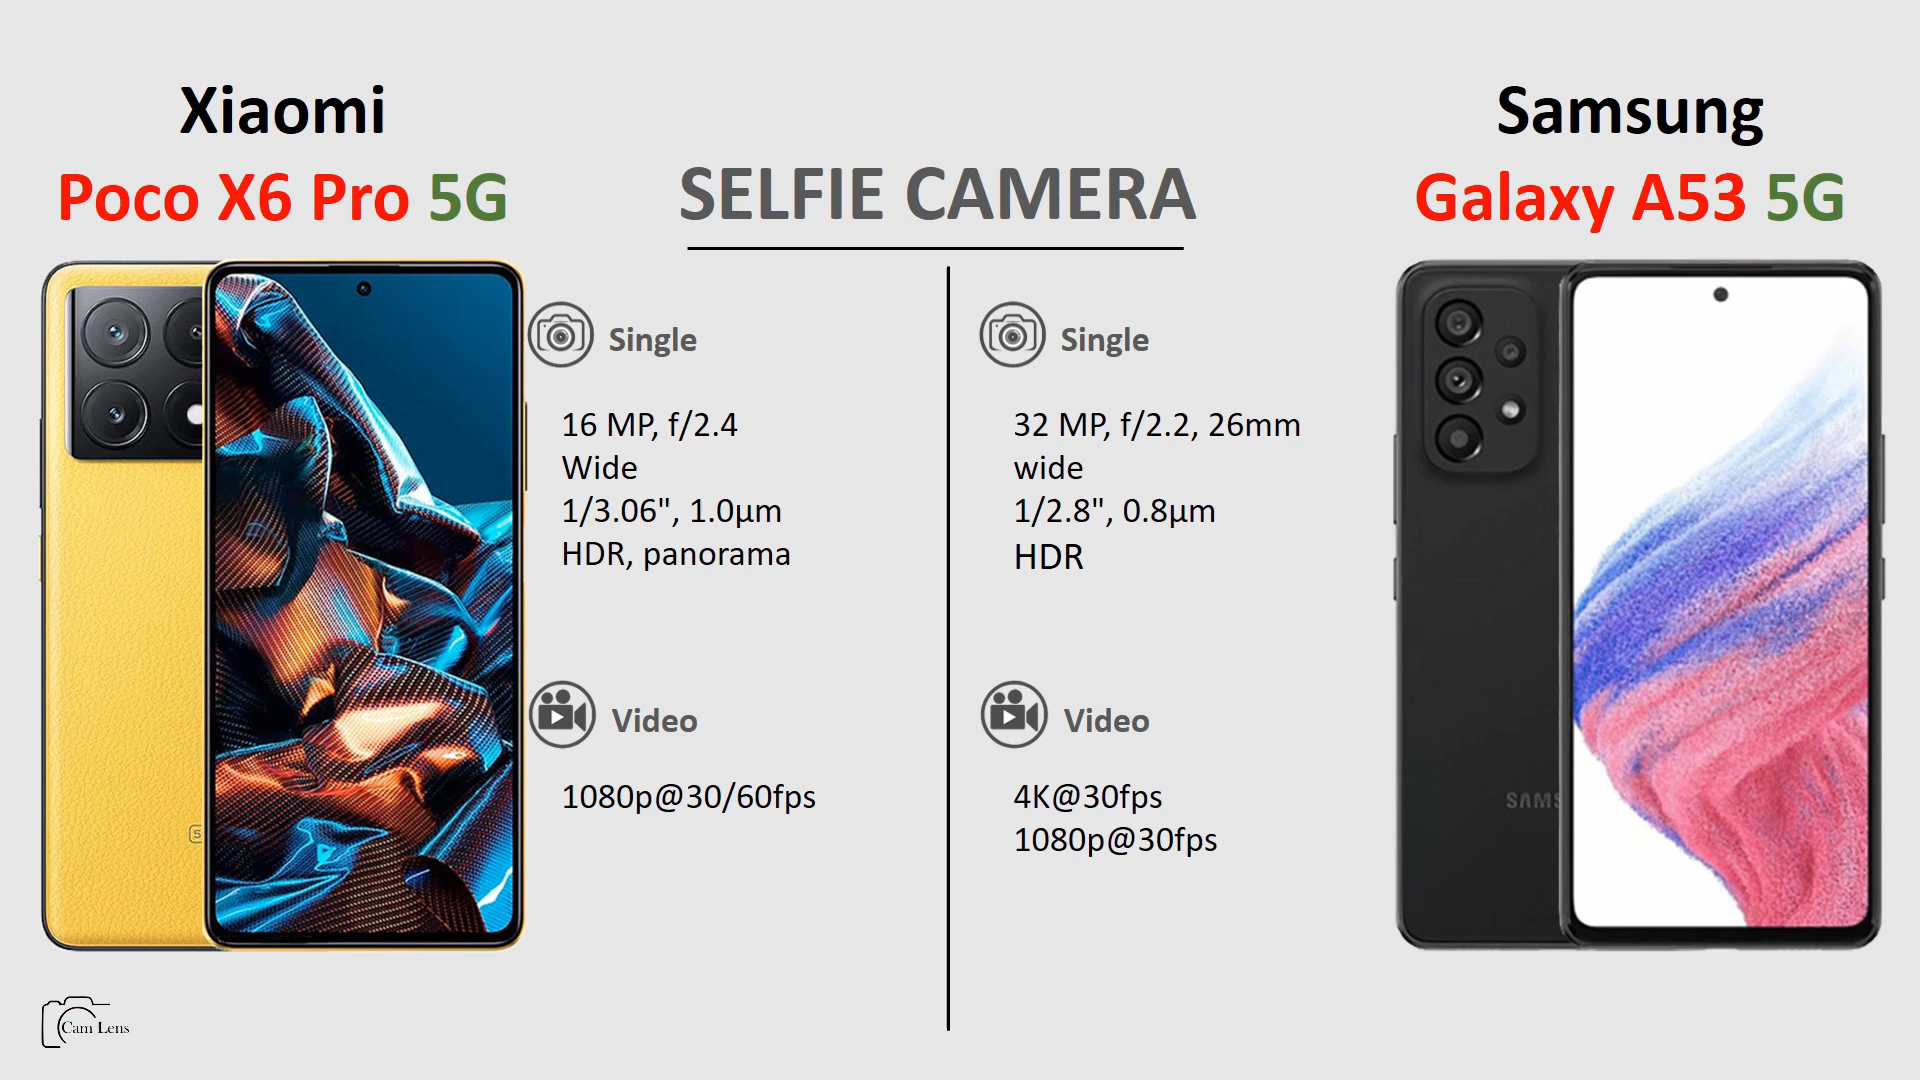 Xiaomi
Poco X6 Pro 5G
SELFIE CAMERA
Samsung
Galaxy A53 5G
Single
16 MP, f/2.4
Wide
1/3.06", 1.0µm
HDR, panorama
Video
1080p@30/60fps
Single
32 MP, f/2.2, 26mm
wide
1/2.8", 0.8µm
HDR
Video
4K@30fps
1080p@30fps
5
SAMS
Cam Lens